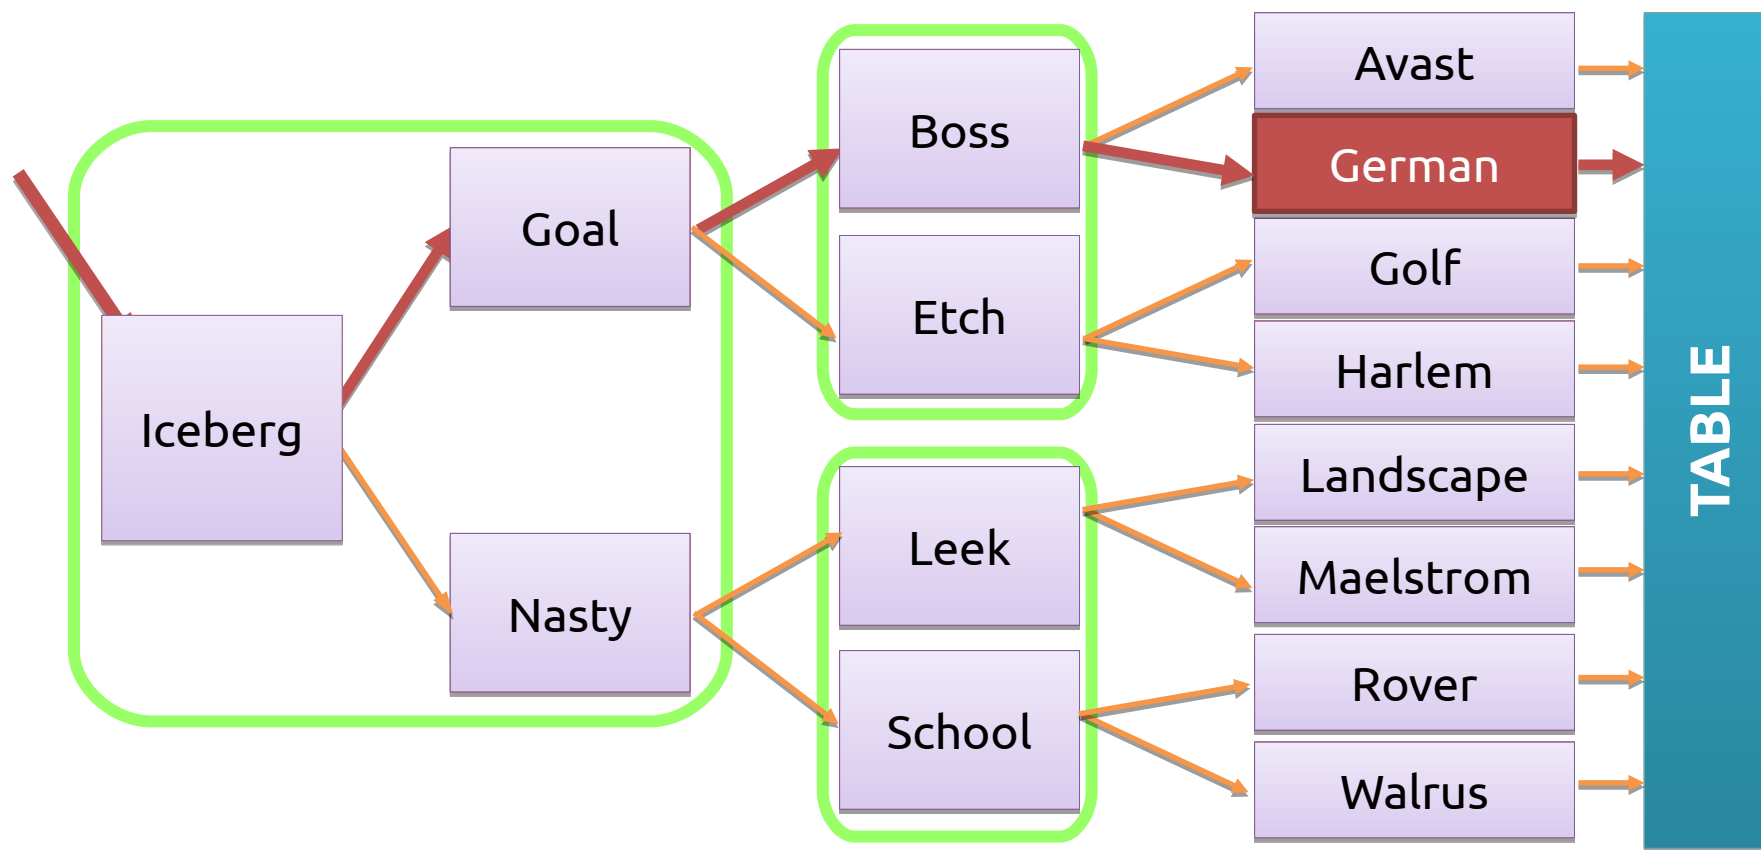 Iceberg
Goal
Nasty
Boss
Etch
Leek
School
Avast
German
Golf
Harlem
Landscape
Maelstrom
Rover
Walrus
TABLE